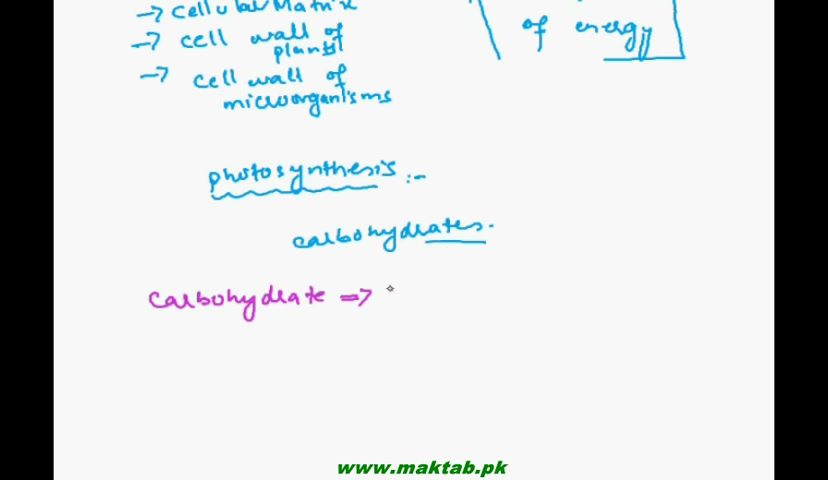 → cellular Matrix
→ cell wall of
plants
→ cell wall of
microorganisms
of energy
photosynthesis :-
carbohydrates.
Carbohydrate ⇒
www.maktab.pk